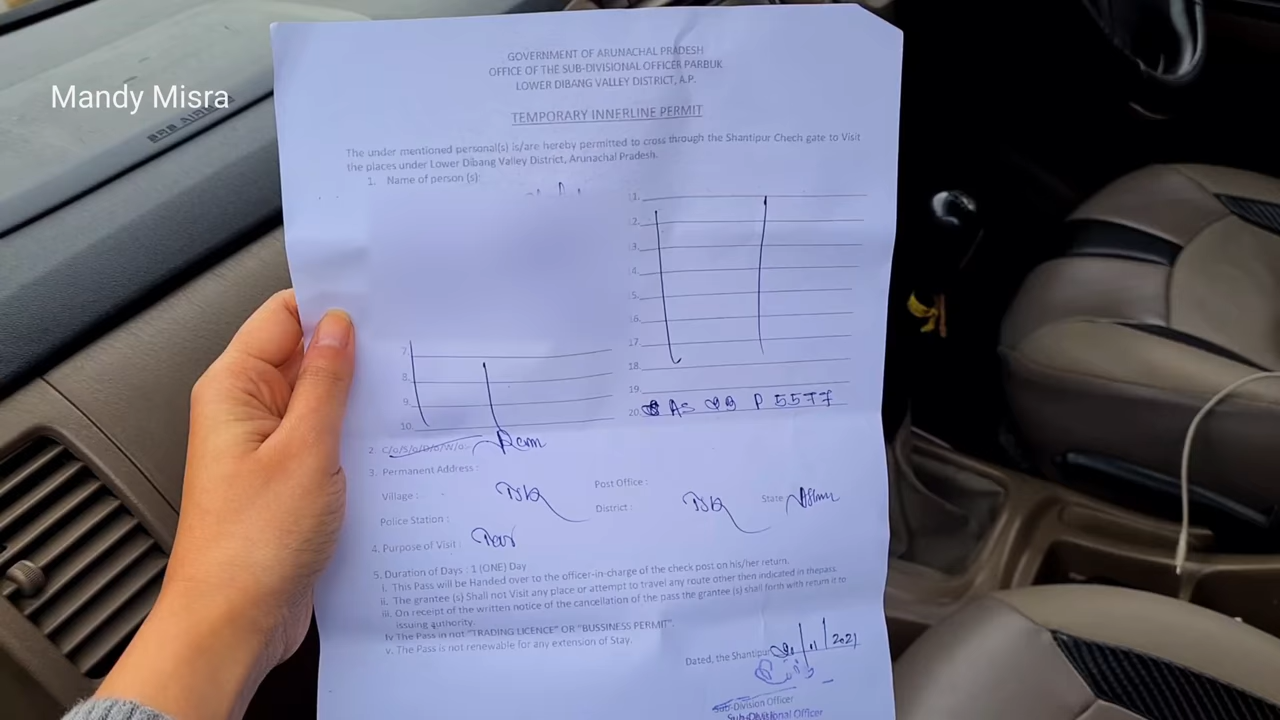 Mandy Misra
SRS AIRBAG
GOVERNMENT OF ARUNACHAL PRADESH
OFFICE OF THE SUB-DIVISIONAL OFFICER PARBUK
LOWER DIBANG VALLEY DISTRICT, A.P.
TEMPORARY INNERLINE PERMIT
The under mentioned personal(s) is/are hereby permitted to cross through the Shantipur Chech gate to Visit
the places under Lower Dibang Valley District, Arunachal Pradesh.
1. Name of person (s):
7.
8.
9.
10.
1.
2.
3.
4.
5.
6.
17.
18.
19.
20. AS P 5577
2. C/o/S/o/D/o/W/o:
3. Permanent Address :
Village : Post Office :
Police Station : District : State
4. Purpose of Visit :
5. Duration of Days : 1 (ONE) Day
i. This Pass will be Handed over to the officer-in-charge of the check post on his/her return.
ii. The grantee (s) Shall not Visit any place or attempt to travel any route other then indicated in thepass.
iii. On receipt of the written notice of the cancellation of the pass the grantee (s) shall forth with return it to
issuing authority.
Iv The Pass in not "TRADING LICENCE" OR "BUSSINESS PERMIT".
v. The Pass is not renewable for any extension of Stay.
Dated, the Shantipur 2021
Sub-Division Officer
Sub-Divisional Officer